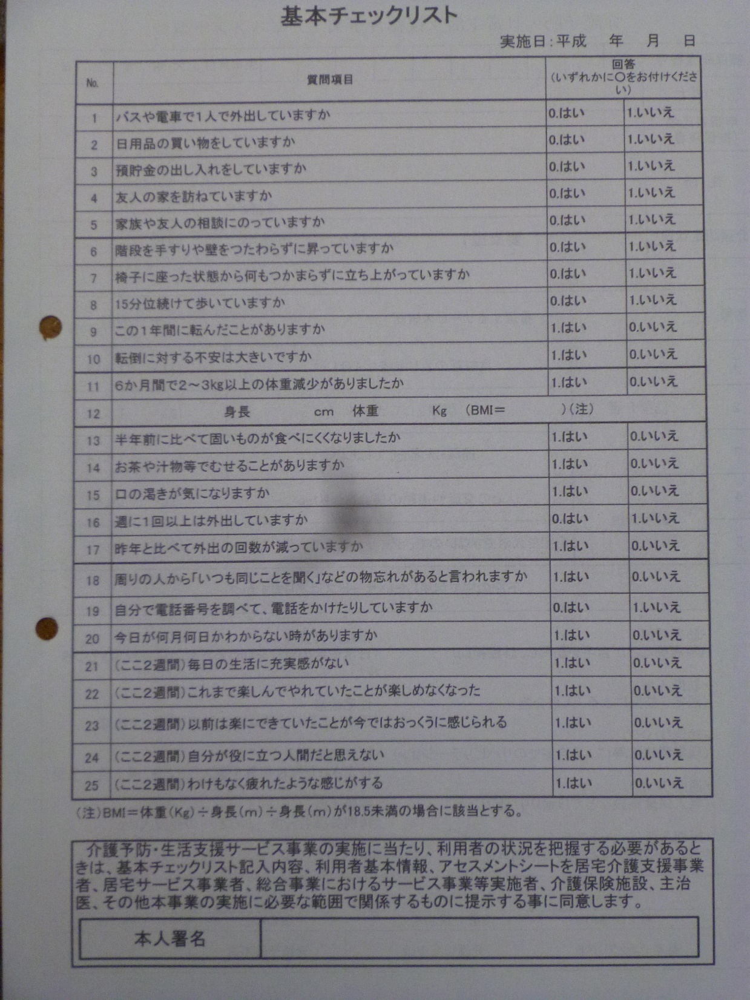 基本チェックリスト
実施日:平成 年 月 日
No. 質問項目 回答
(いずれかに〇をお付けくださ
い)
1 バスや電車で1人で外出していますか 0.はい 1.いいえ
2 日用品の買い物をしていますか 0.はい 1.いいえ
3 預貯金の出し入れをしていますか 0.はい 1.いいえ
4 友人の家を訪ねていますか 0.はい 1.いいえ
5 家族や友人の相談にのっていますか 0.はい 1.いいえ
6 階段を手すりや壁をつたわらずに昇っていますか 0.はい 1.いいえ
7 椅子に座った状態から何もつかまらずに立ち上がっていますか 0.はい 1.いいえ
8 15分位続けて歩いていますか 0.はい 1.いいえ
9 この1年間に転んだことがありますか 1.はい 0.いいえ
10 転倒に対する不安は大きいですか 1.はい 0.いいえ
11 6か月間で2～3kg以上の体重減少がありましたか 1.はい 0.いいえ
12 身長 cm 体重 Kg (BMI＝ )(注)
13 半年前に比べて固いものが食べにくくなりましたか 1.はい 0.いいえ
14 お茶や汁物等でむせることがありますか 1.はい 0.いいえ
15 口の渇きが気になりますか 1.はい 0.いいえ
16 週に1回以上は外出していますか 0.はい 1.いいえ
17 昨年と比べて外出の回数が減っていますか 1.はい 0.いいえ
18 周りの人から「いつも同じことを聞く」などの物忘れがあると言われますか 1.はい 0.いいえ
19 自分で電話番号を調べて、電話をかけたりしていますか 0.はい 1.いいえ
20 今日が何月何日かわからない時がありますか 1.はい 0.いいえ
21 (ここ2週間)毎日の生活に充実感がない 1.はい 0.いいえ
22 (ここ2週間)これまで楽しんでやれていたことが楽しめなくなった 1.はい 0.いいえ
23 (ここ2週間)以前は楽にできていたことが今ではおっくうに感じられる 1.はい 0.いいえ
24 (ここ2週間)自分が役に立つ人間だと思えない 1.はい 0.いいえ
25 (ここ2週間)わけもなく疲れたような感じがする 1.はい 0.いいえ
(注)BMI＝体重(Kg)÷身長(m)÷身長(m)が18.5未満の場合に該当とする。
介護予防・生活支援サービス事業の実施に当たり、利用者の状況を把握する必要があると
きは、基本チェックリスト記入内容、利用者基本情報、アセスメントシートを居宅介護支援事業
者、居宅サービス事業者、総合事業におけるサービス事業等実施者、介護保険施設、主治
医、その他本事業の実施に必要な範囲で関係するものに提示する事に同意します。
本人署名